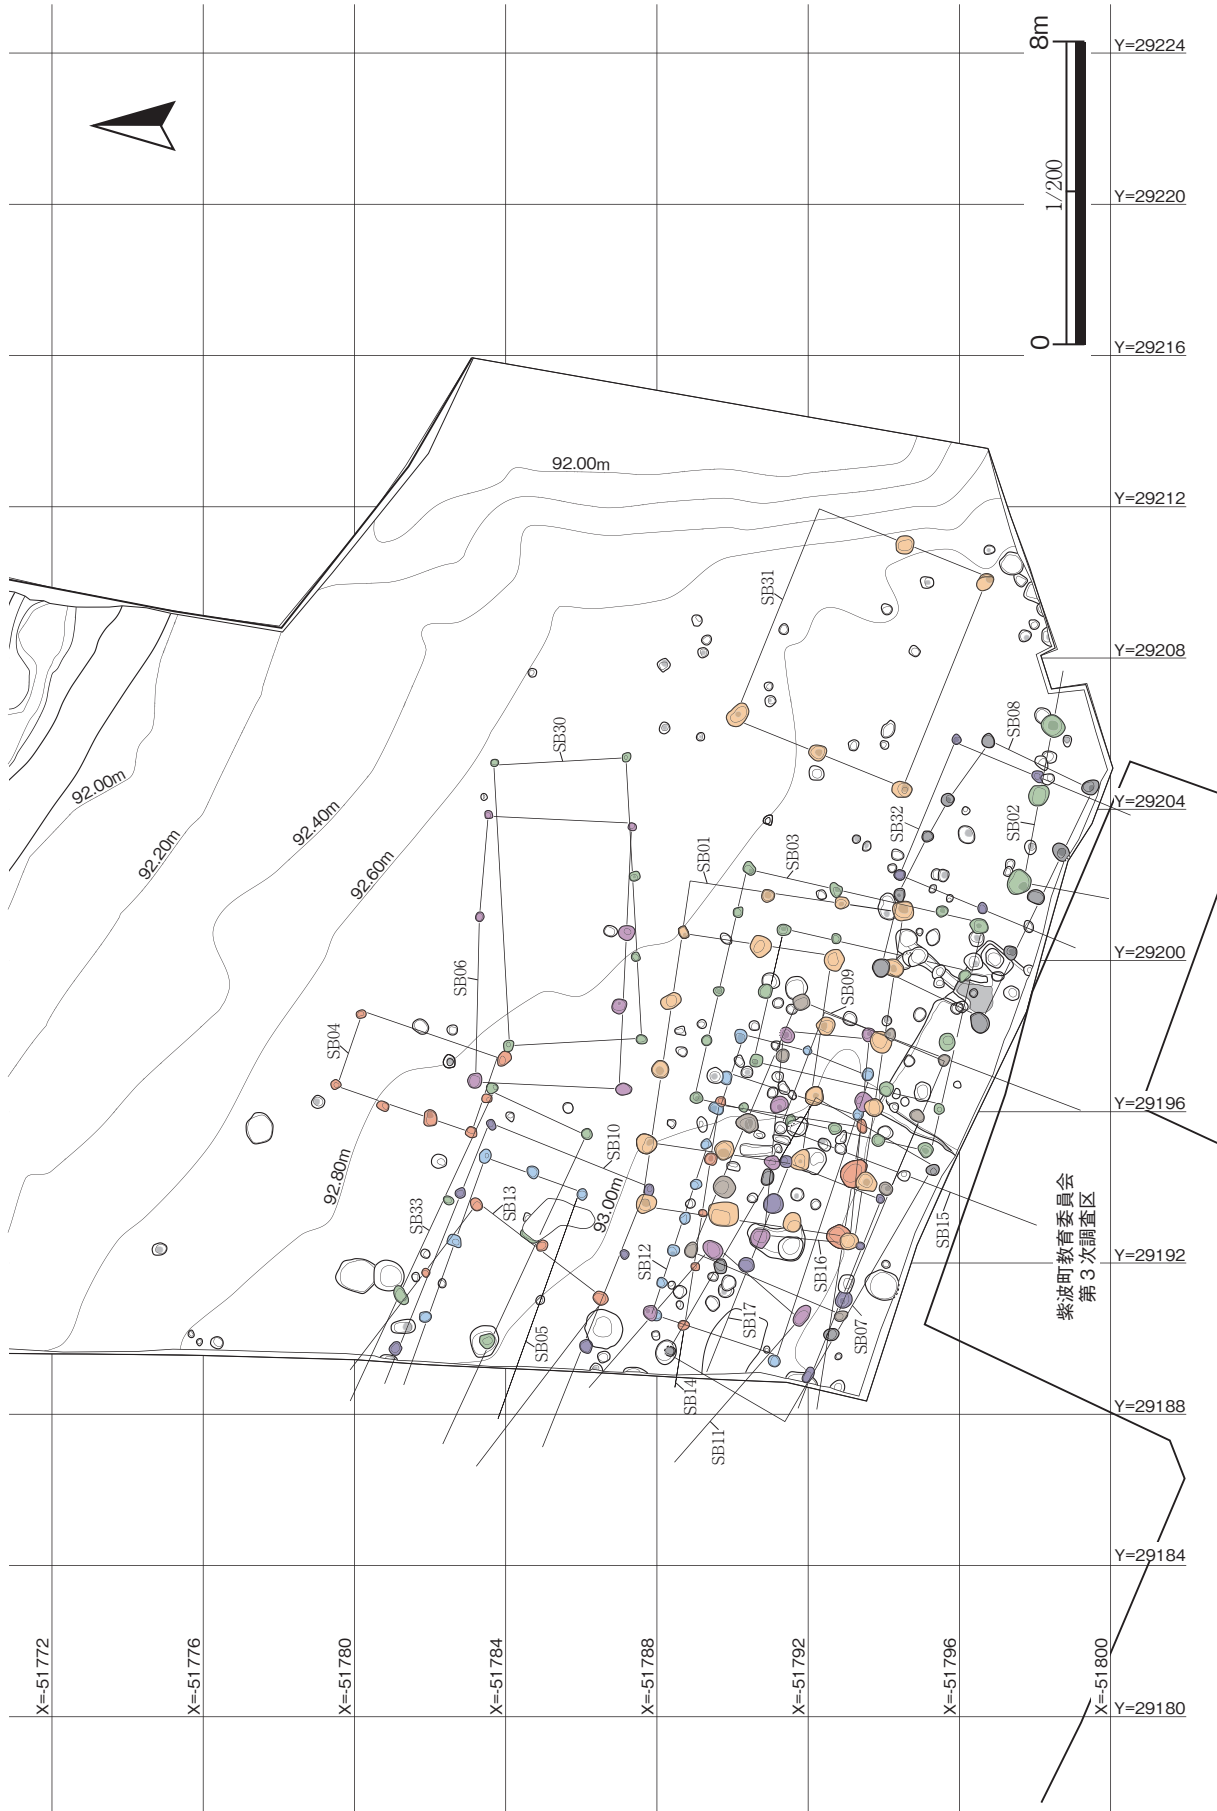 8m
1/200
0
Y=29224
Y=29220
Y=29216
Y=29212
Y=29208
Y=29204
Y=29200
Y=29196
Y=29192
Y=29188
Y=29184
Y=29180
X=-51772
X=-51776
X=-51780
X=-51784
X=-51788
X=-51792
X=-51796
X=-51800
92.00m
92.00m
92.20m
92.40m
92.60m
92.80m
93.00m
SB31
SB30
SB08
SB32
SB02
SB01
SB03
SB06
SB09
SB04
SB10
SB33
SB13
SB12
SB16
SB15
SB17
SB07
SB05
SB14
SB11
紫波町教育委員会
第3次調査区